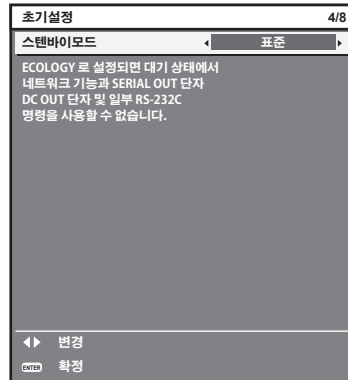 초기설정 4/8
스텐바이모드 표준
ECOLOGY 로 설정되면 대기 상태에서
네트워크 기능과 SERIAL OUT 단자
DC OUT 단자 및 일부 RS-232C
명령을 사용할 수 없습니다.
변경
ENTER 확정